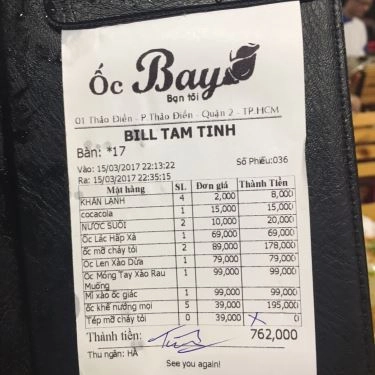 Ốc Bay
Bạn tôi
01 Thảo Điền - P.Thảo Điền - Quận 2 - TP.HCM
BILL TAM TINH
Bàn: *17
Vào: 15/03/2017 22:13:22 Số Phiếu:036
Ra: 15/03/2017 22:35:15
Mặt hàng SL Đơn giá Thành Tiền
KHĂN LẠNH 4 2,000 8,000
cocacola 1 15,000 15,000
NƯỚC SUỐI 2 10,000 20,000
Ốc Lác Hấp Xả 1 69,000 69,000
ốc mỡ cháy tỏi 2 89,000 178,000
Ốc Len Xào Dừa 1 79,000 79,000
Ốc Móng Tay Xào Rau 1 99,000 99,000
Muống
Mì xào ốc giác 1 99,000 99,000
ốc khế nướng mọi 5 39,000 195,000
Tép mỡ cháy tỏi 0 39,000 0
Thành tiền: 762,000
Thu ngân: HÀ
See you again!